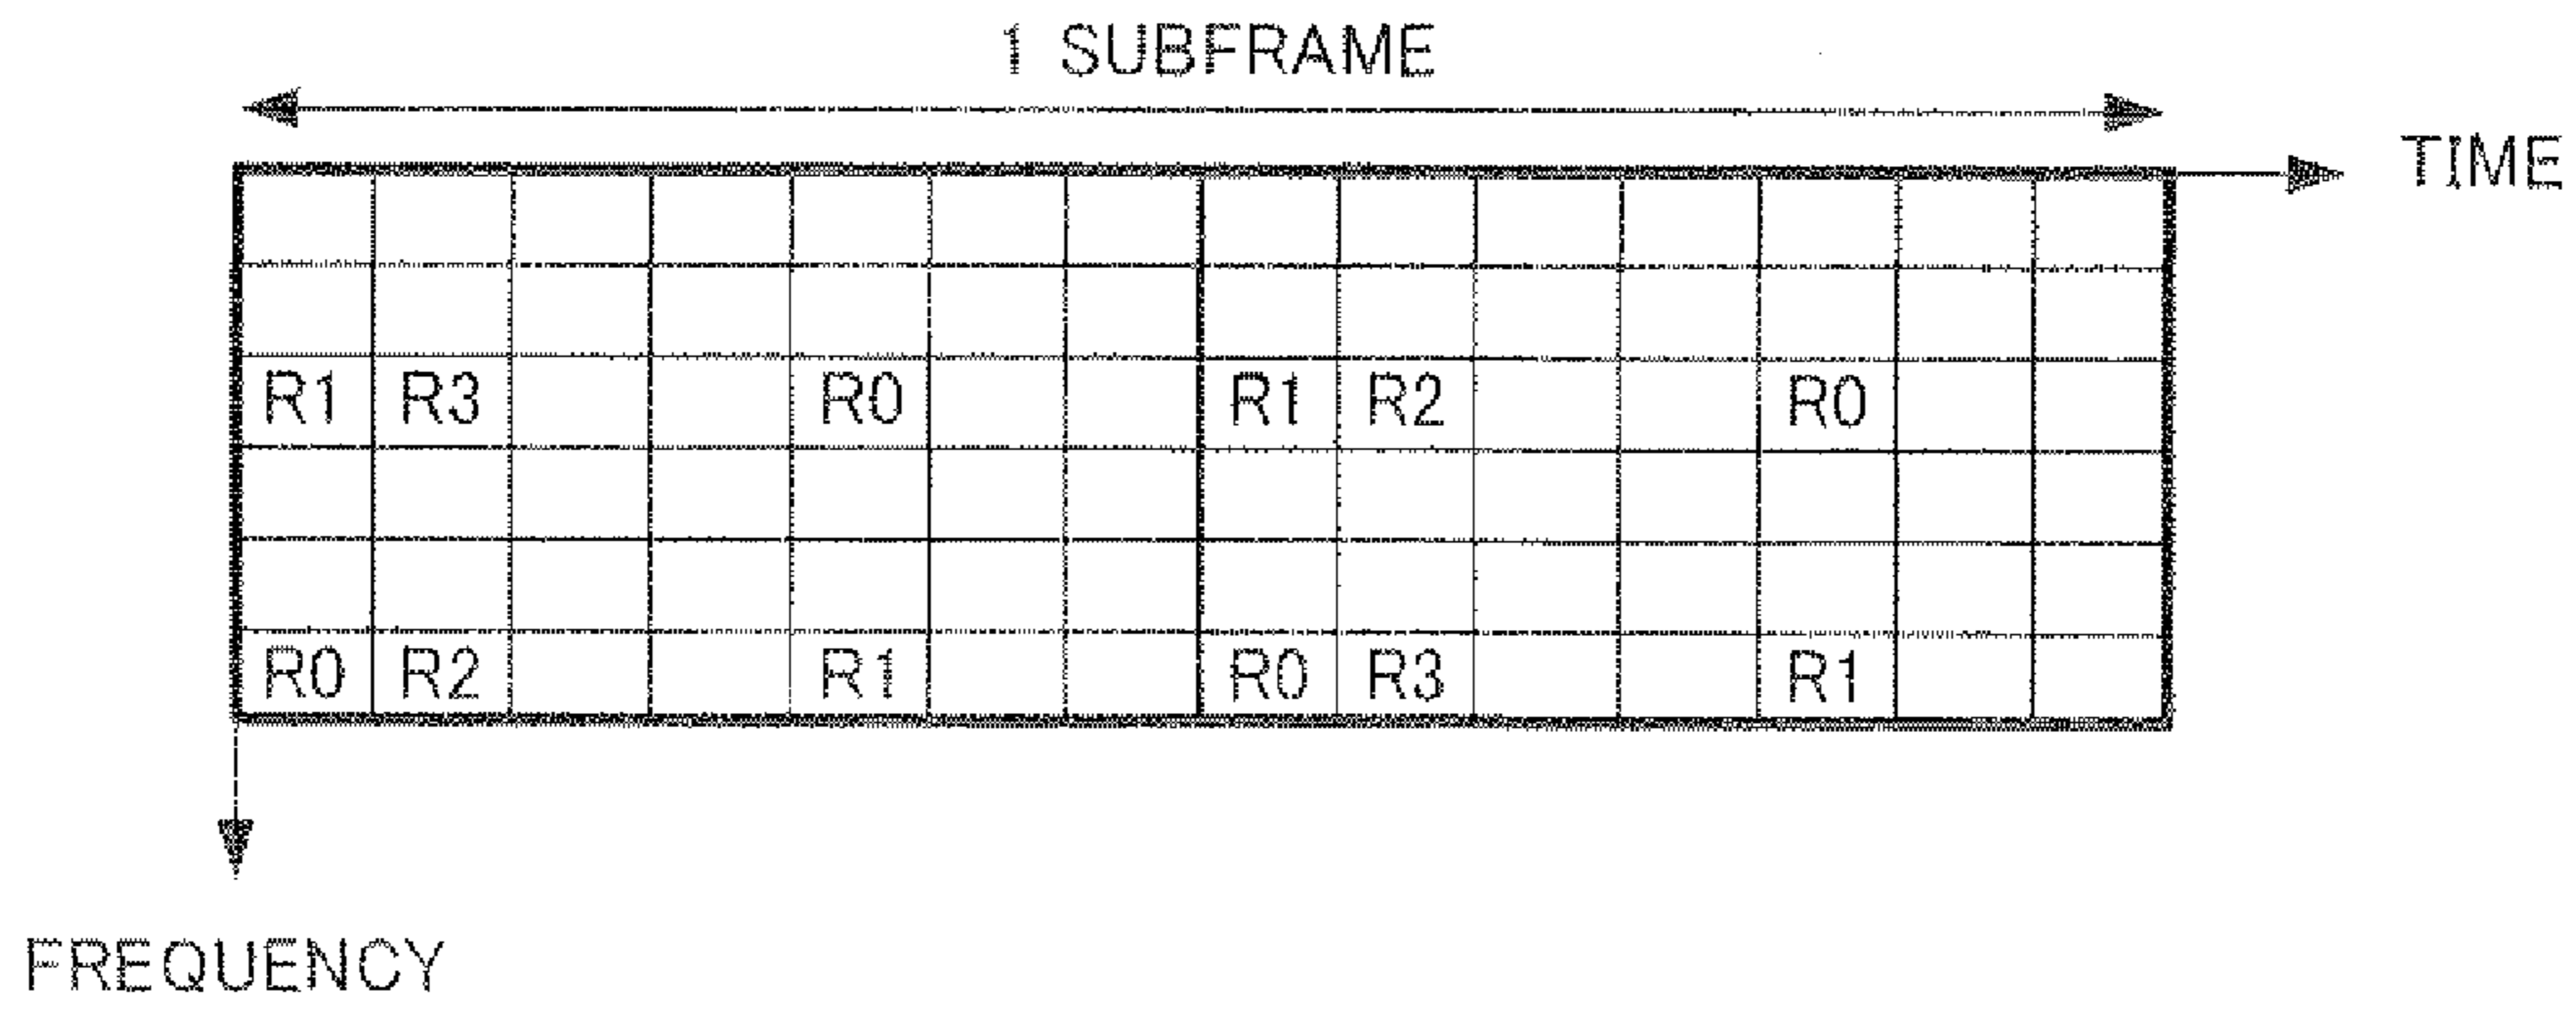 1 SUBFRAME
TIME
R1 R3 R0 R1 R2 R0
R0 R2 R1 R0 R3 R1
FREQUENCY